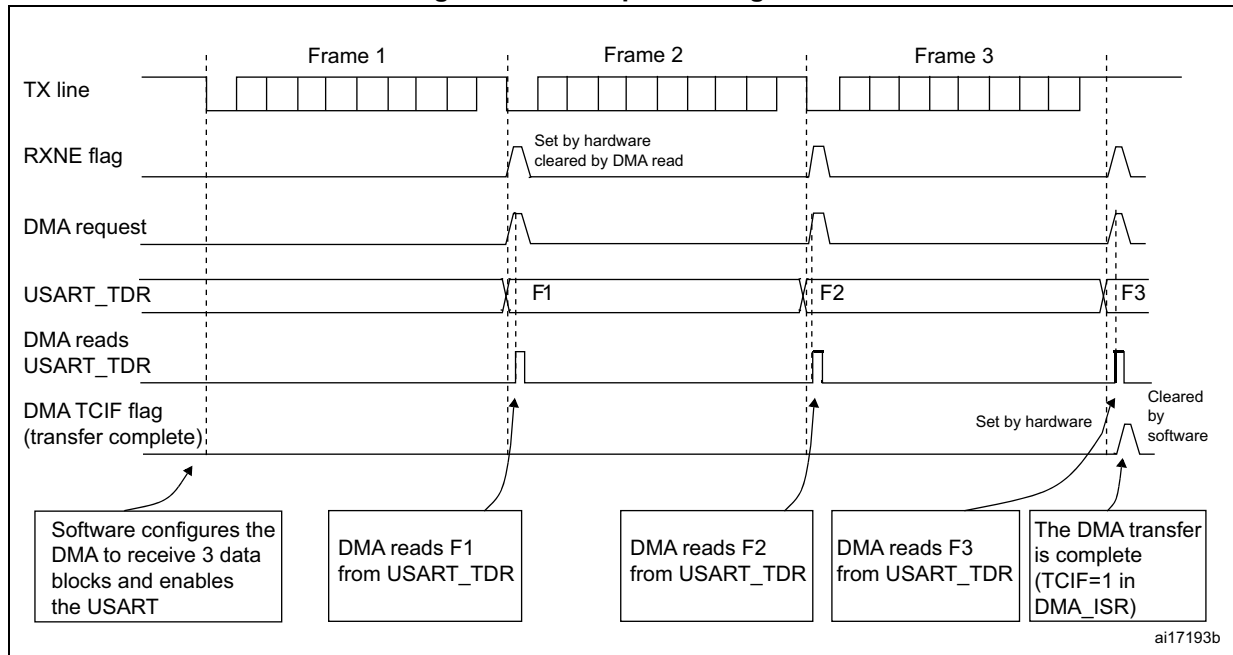 Frame 1 Frame 2 Frame 3
TX line
RXNE flag
Set by hardware
cleared by DMA read
DMA request
USART_TDR
F1 F2 F3
DMA reads
USART_TDR
DMA TCIF flag
(transfer complete)
Set by hardware
Cleared
by
software
Software configures the
DMA to receive 3 data
blocks and enables
the USART
DMA reads F1
from USART_TDR
DMA reads F2
from USART_TDR
DMA reads F3
from USART_TDR
The DMA transfer
is complete
(TCIF=1 in
DMA_ISR)
ai17193b